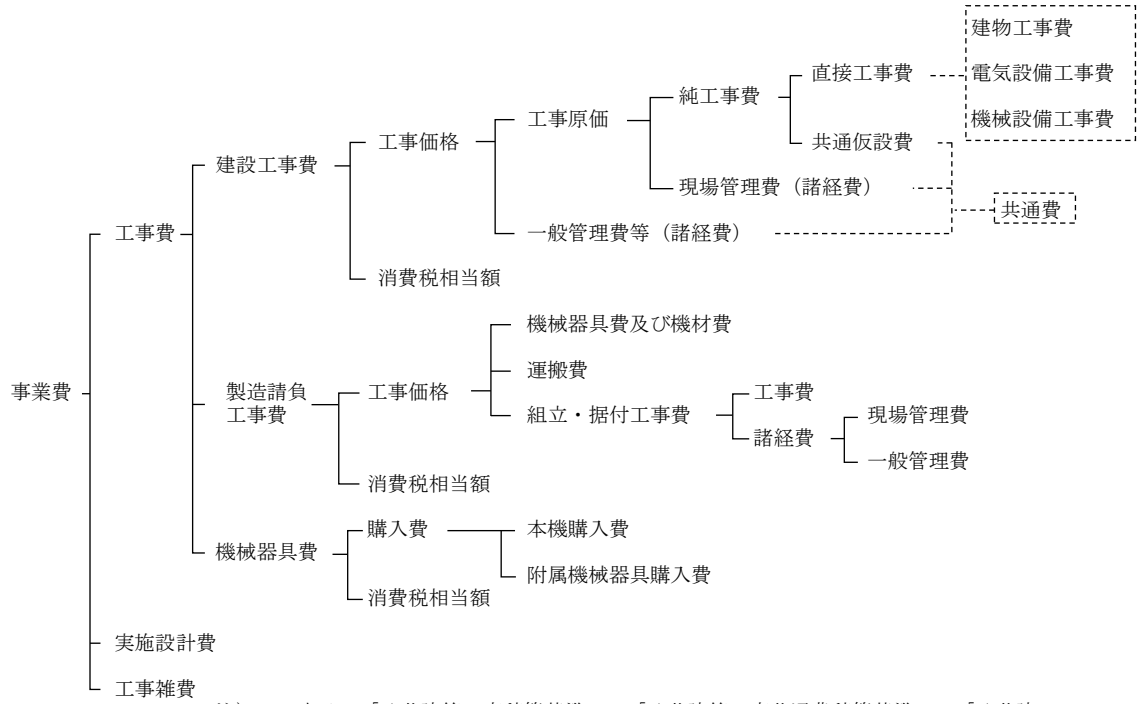 建物工事費
電気設備工事費
機械設備工事費
直接工事費
純工事費
工事原価
共通仮設費
工事価格
建設工事費
現場管理費（諸経費）
共通費
工事費
一般管理費等（諸経費）
消費税相当額
機械器具費及び機材費
運搬費
事業費
製造請負
工事費
工事価格
組立・据付工事費
工事費
諸経費
現場管理費
一般管理費
消費税相当額
機械器具費
購入費
本機購入費
附属機械器具購入費
消費税相当額
実施設計費
工事雑費